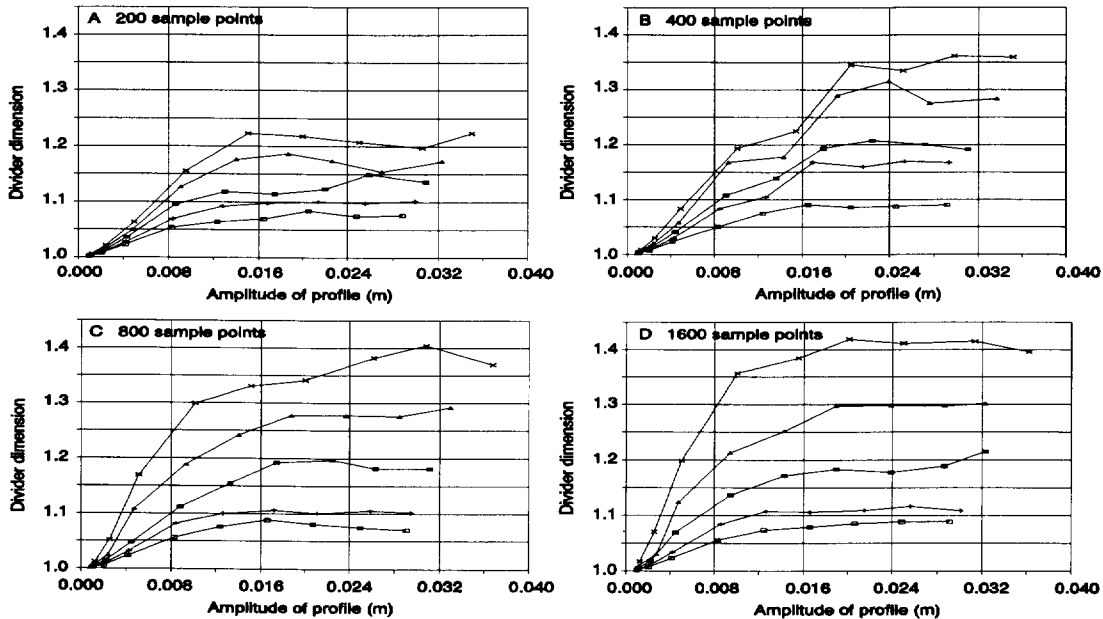 A 200 sample points
1.4
1.3
1.2
1.1
1.0
Divider dimension
0.000 0.008 0.016 0.024 0.032 0.040
Amplitude of profile (m)
B 400 sample points
1.4
1.3
1.2
1.1
1.0
Divider dimension
0.000 0.008 0.016 0.024 0.032 0.040
Amplitude of profile (m)
C 800 sample points
1.4
1.3
1.2
1.1
1.0
Divider dimension
0.000 0.008 0.016 0.024 0.032 0.040
Amplitude of profile (m)
D 1600 sample points
1.4
1.3
1.2
1.1
1.0
Divider dimension
0.000 0.008 0.016 0.024 0.032 0.040
Amplitude of profile (m)